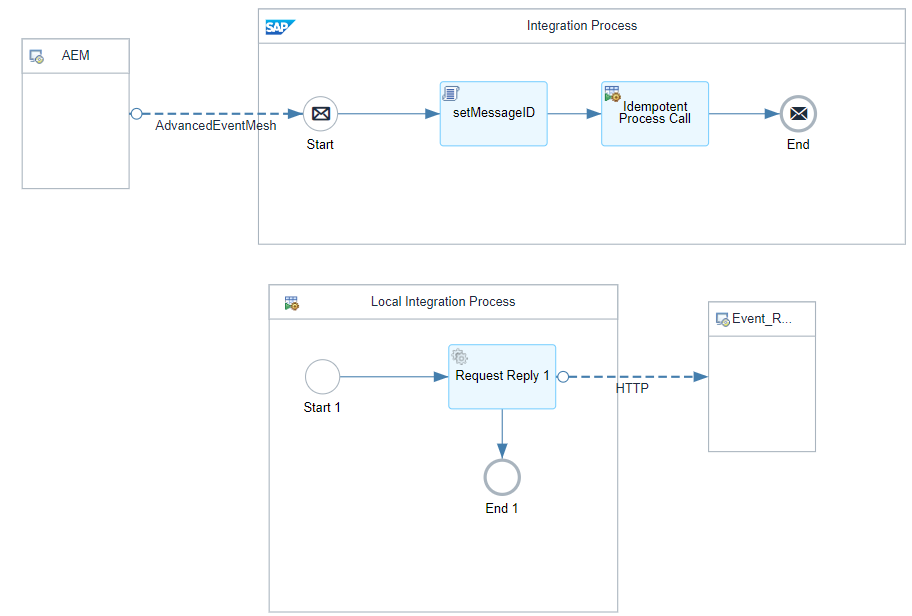 SAP
Integration Process
AEM
AdvancedEventMesh
Start
setMessageID
Idempotent
Process Call
End
Local Integration Process
Event_R...
Start 1
Request Reply 1
HTTP
End 1